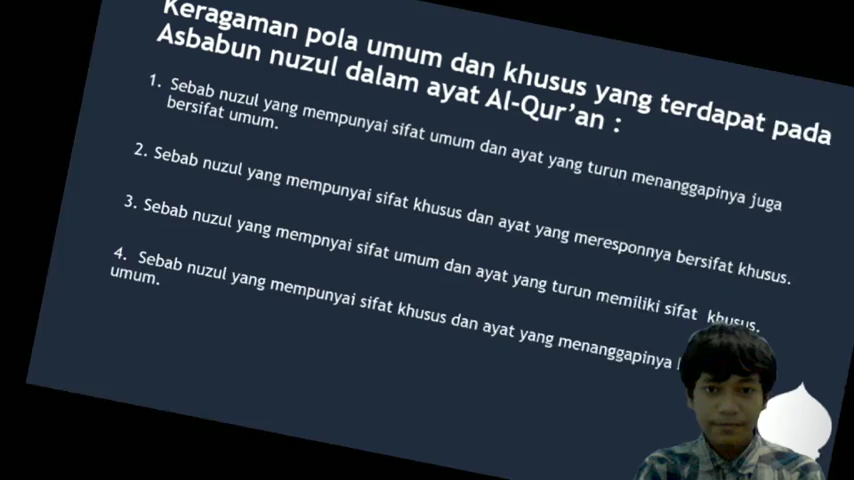 Keragaman pola umum dan khusus yang terdapat pada
Asbabun nuzul dalam ayat Al-Qur’an :
1. Sebab nuzul yang mempunyai sifat umum dan ayat yang turun menanggapinya juga
bersifat umum.
2. Sebab nuzul yang mempunyai sifat khusus dan ayat yang meresponnya bersifat khusus.
3. Sebab nuzul yang mempnyai sifat umum dan ayat yang turun memiliki sifat khusus.
4. Sebab nuzul yang mempunyai sifat khusus dan ayat yang menanggapinya
umum.